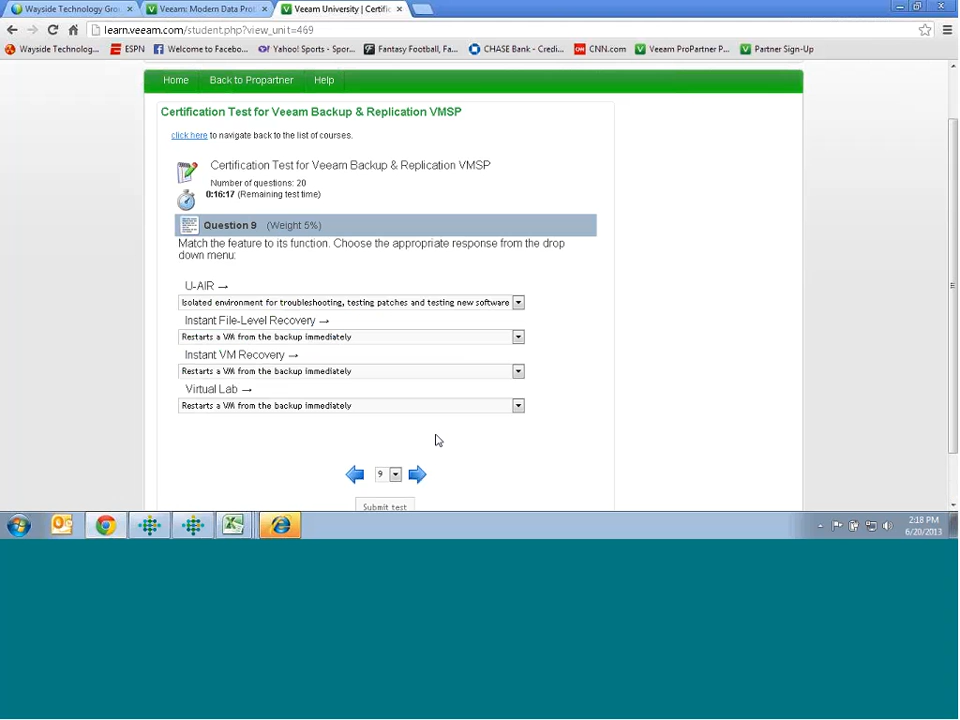 Wayside Technology Grou
Veeam: Modern Data Prot
Veeam University | Certific
learn.veeam.com/student.php?view_unit=469
Wayside Technolog...
ESPN
Welcome to Facebo...
Yahoo! Sports - Spor...
Fantasy Football, Fa...
CHASE Bank - Credi...
CNN.com
Veeam ProPartner P...
Partner Sign-Up
Home
Back to Propartner
Help
Certification Test for Veeam Backup & Replication VMSP
click here to navigate back to the list of courses.
Certification Test for Veeam Backup & Replication VMSP
Number of questions: 20
0:16:17 (Remaining test time)
Question 9 (Weight 5%)
Match the feature to its function. Choose the appropriate response from the drop
down menu:
U-AIR →
Isolated environment for troubleshooting, testing patches and testing new software
Instant File-Level Recovery →
Restarts a VM from the backup immediately
Instant VM Recovery →
Restarts a VM from the backup immediately
Virtual Lab →
Restarts a VM from the backup immediately
9
Submit test
2:18 PM
6/20/2013